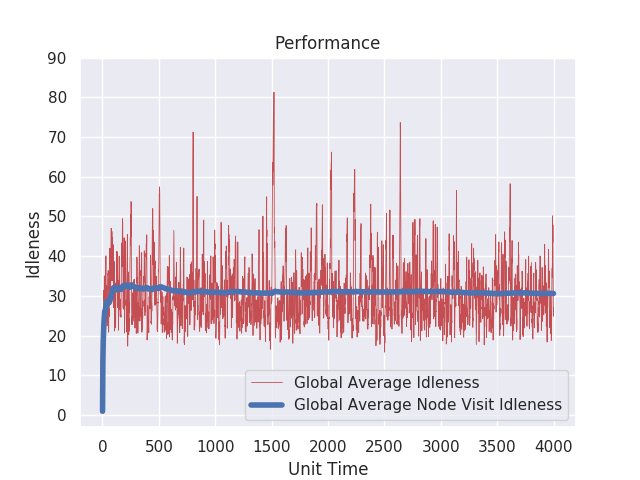 Performance
90
80
70
60
50
40
30
20
10
0
Idleness
Global Average Idleness
Global Average Node Visit Idleness
0 500 1000 1500 2000 2500 3000 3500 4000
Unit Time